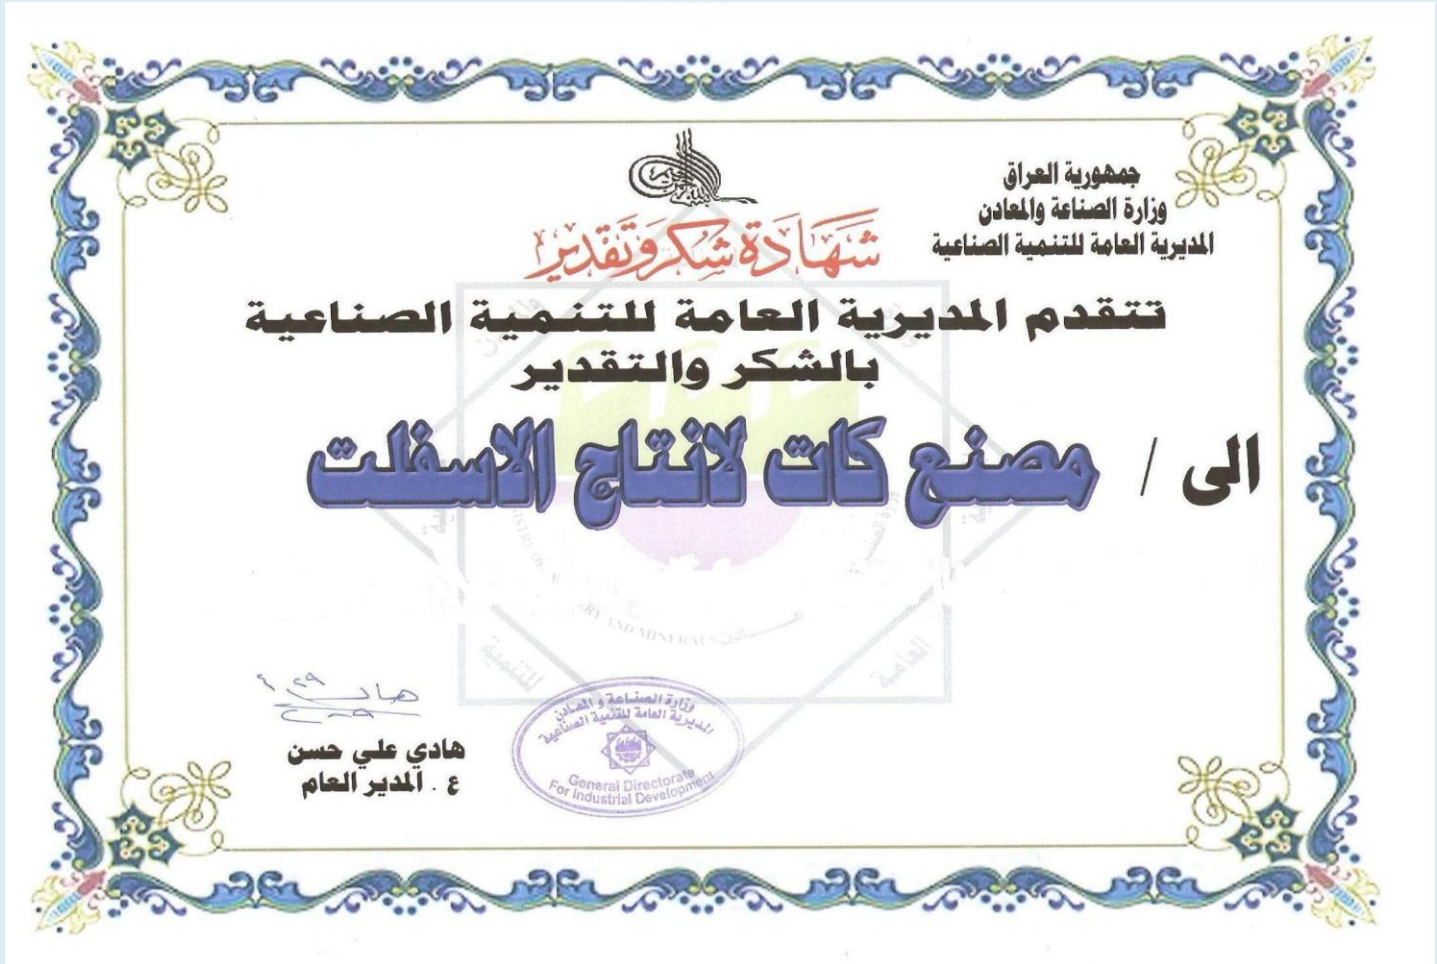 جمهورية العراق
وزارة الصناعة والمعادن
المديرية العامة للتنمية الصناعية
شهادة شكر وتقدير
تتقدم المديرية العامة للتنمية الصناعية
بالشكر والتقدير
الى / مصنع كات لانتاج الاسفلت
هادي علي حسن
ع . المدير العام
وزارة الصناعة و المعادن
المديرية العامة للتنمية الصناعية
General Directorate
For Industrial Development
العامة
للتنمية